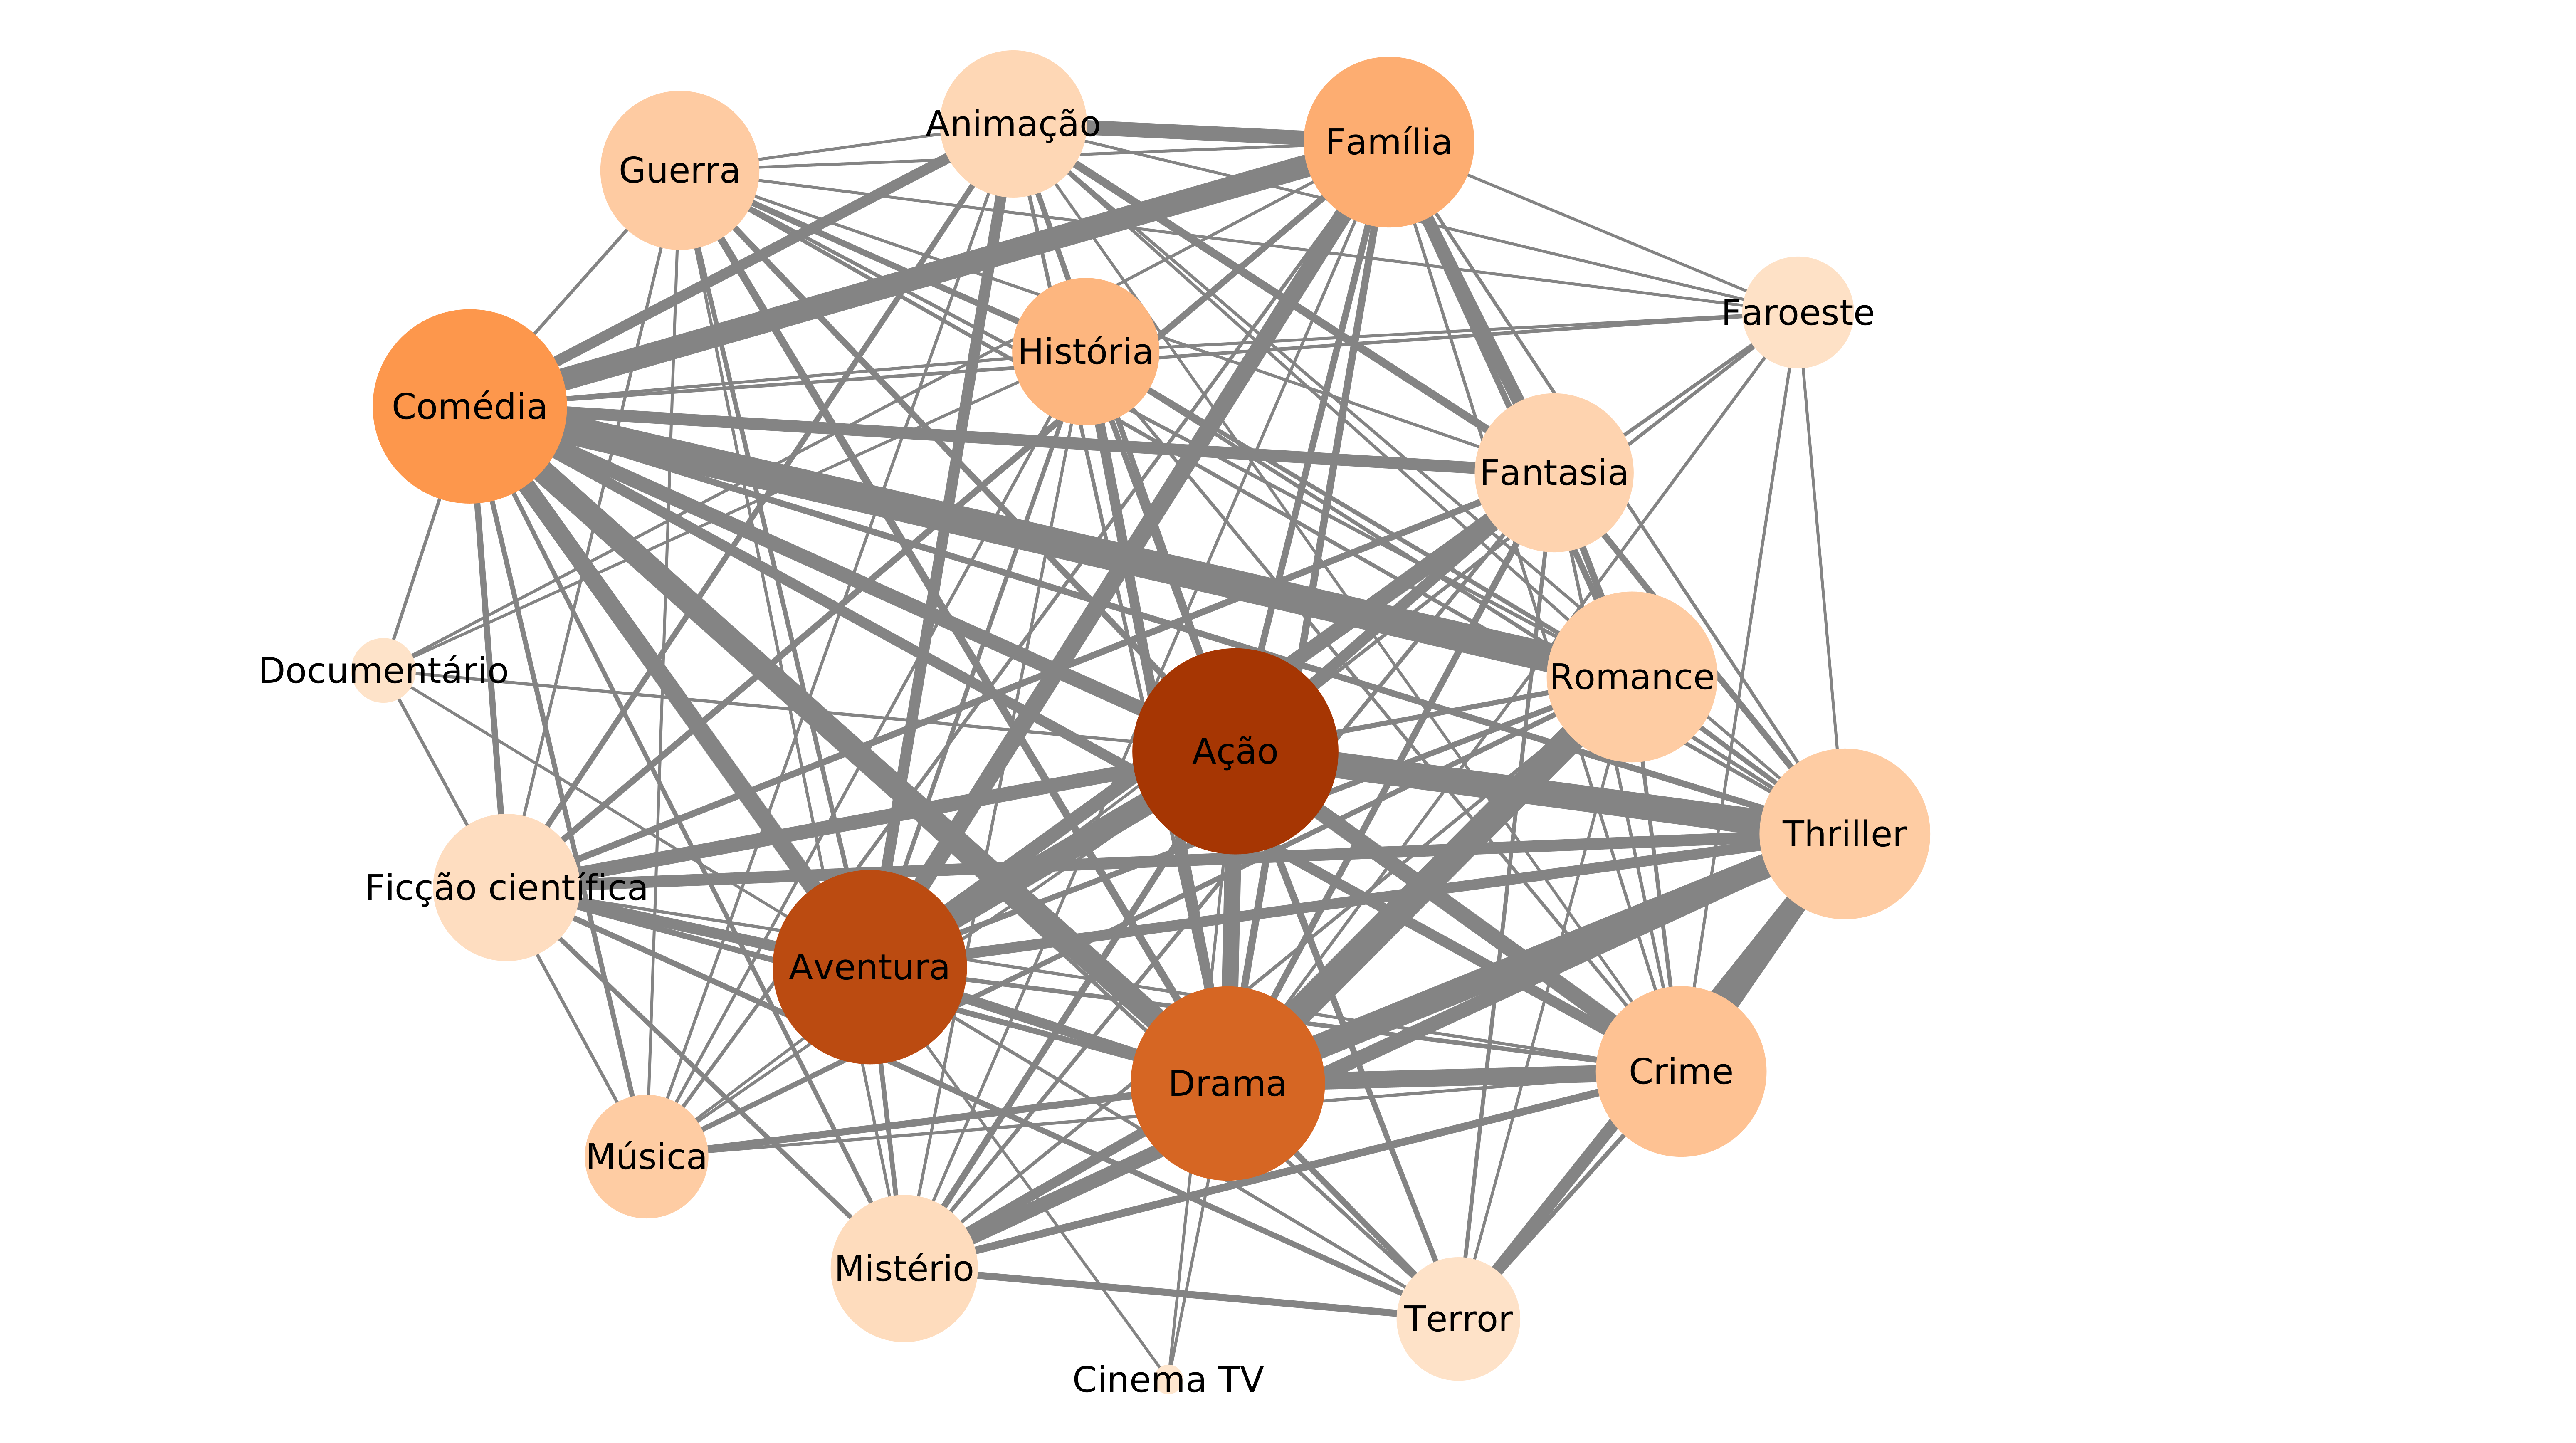 Animação
Família
Guerra
Faroeste
História
Comédia
Fantasia
Documentário
Romance
Ação
Thriller
Ficção científica
Aventura
Crime
Drama
Música
Mistério
Terror
Cinema TV